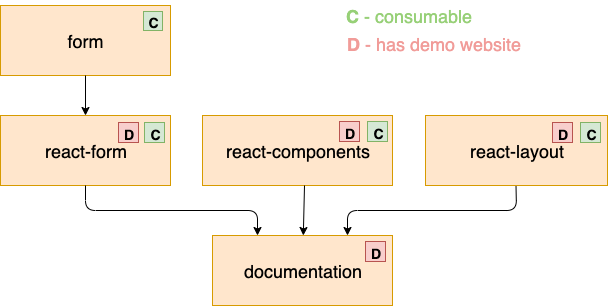 C - consumable
D - has demo website
C
form
D C
react-form
D C
react-components
D C
react-layout
D
documentation